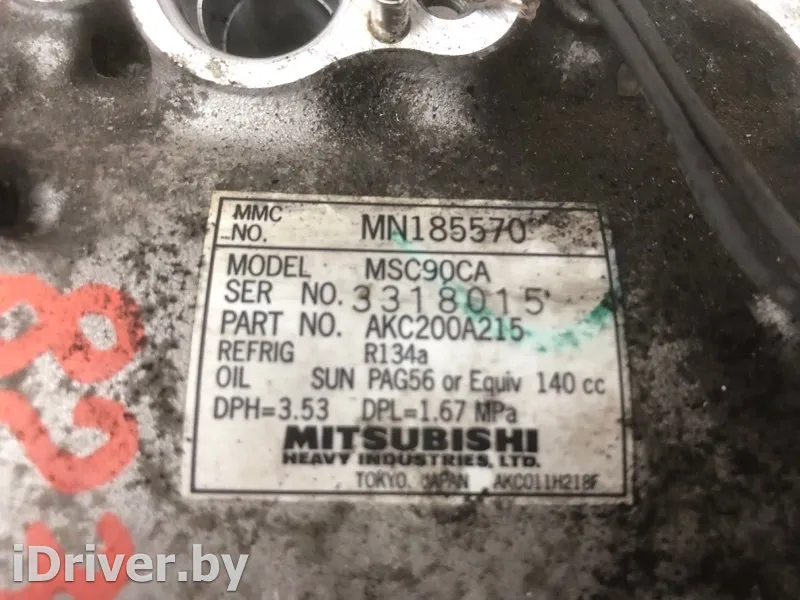 MMC
NO. MN185570
MODEL MSC90CA
SER NO. 3318015
PART NO. AKC200A215
REFRIG R134a
OIL SUN PAG56 or Equiv 140 cc
DPH=3.53 DPL=1.67 MPa
MITSUBISHI
HEAVY INDUSTRIES, LTD.
TOKYO, JAPAN AKC011H218F
iDriver.by